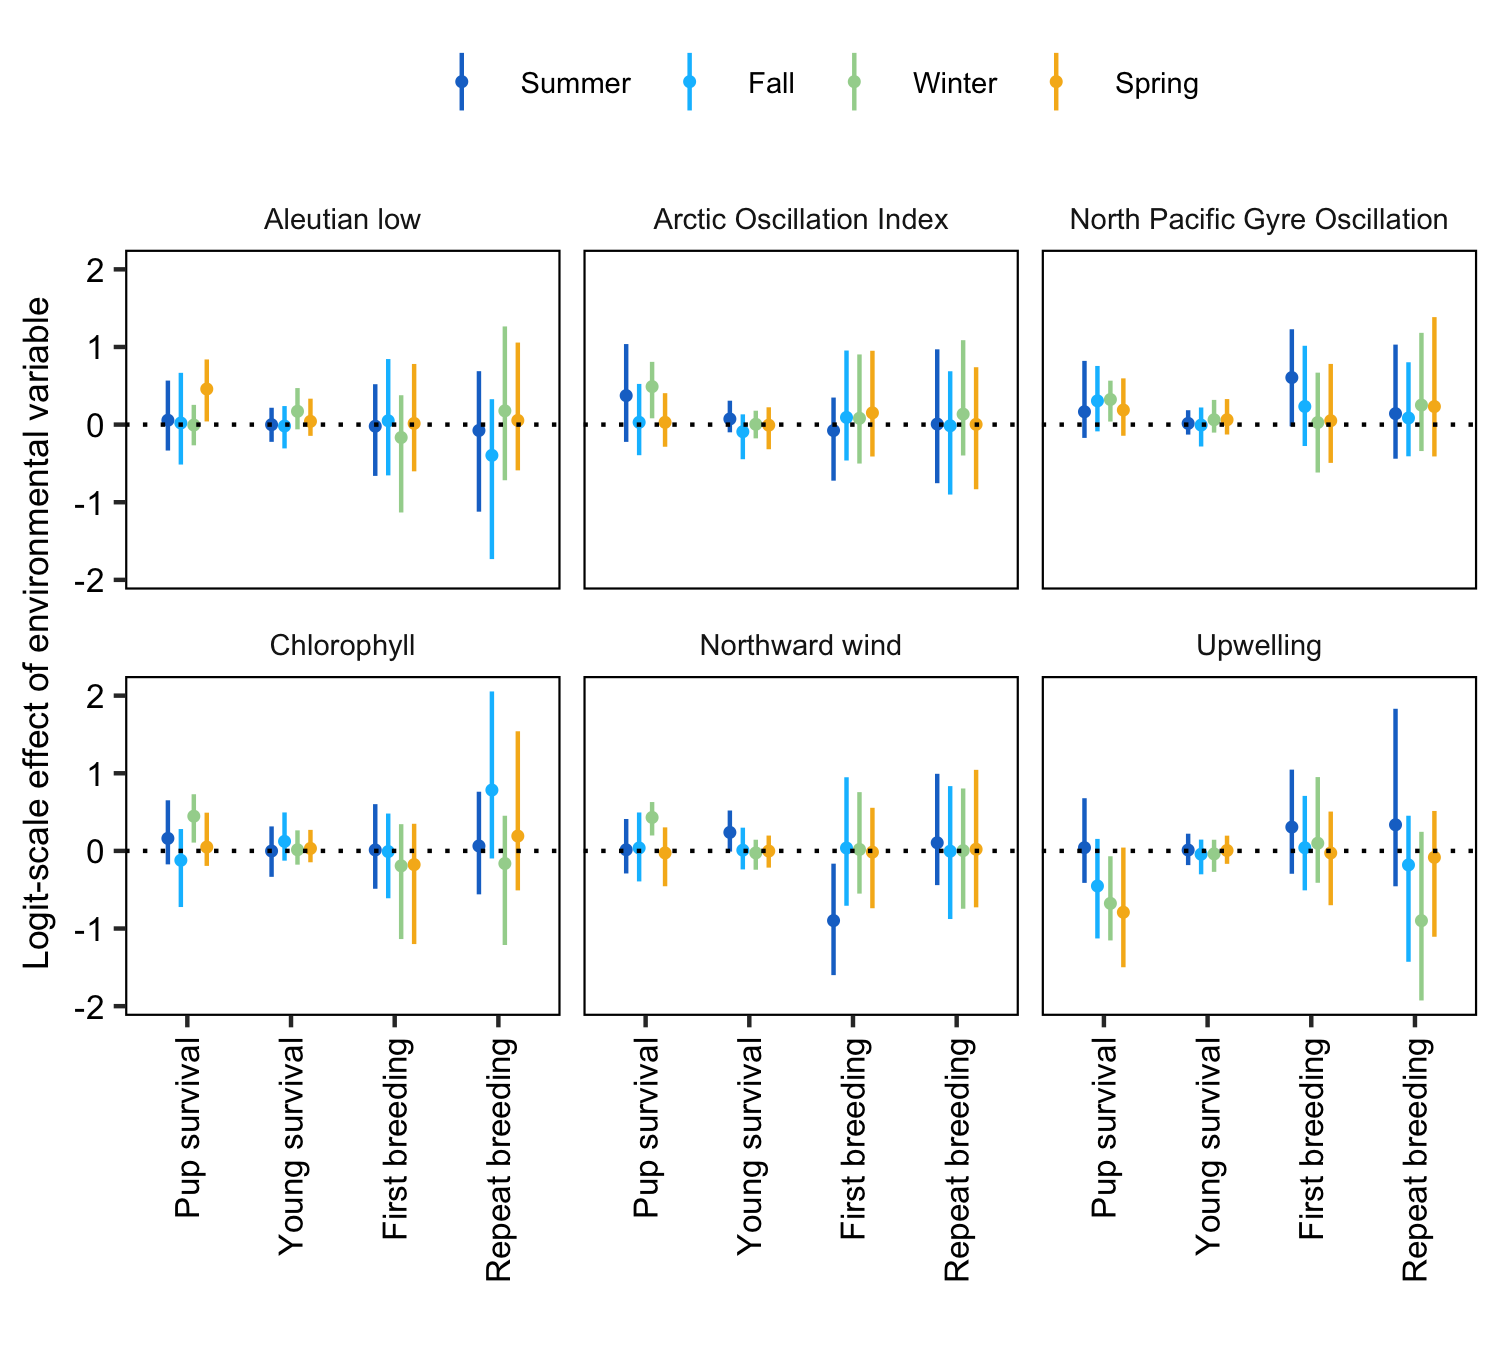 Summer Fall Winter Spring
Aleutian low Arctic Oscillation Index North Pacific Gyre Oscillation
Logit-scale effect of environmental variable
2
1
0
-1
-2
Chlorophyll Northward wind Upwelling
2
1
0
-1
-2
Pup survival Young survival First breeding Repeat breeding Pup survival Young survival First breeding Repeat breeding Pup survival Young survival First breeding Repeat breeding